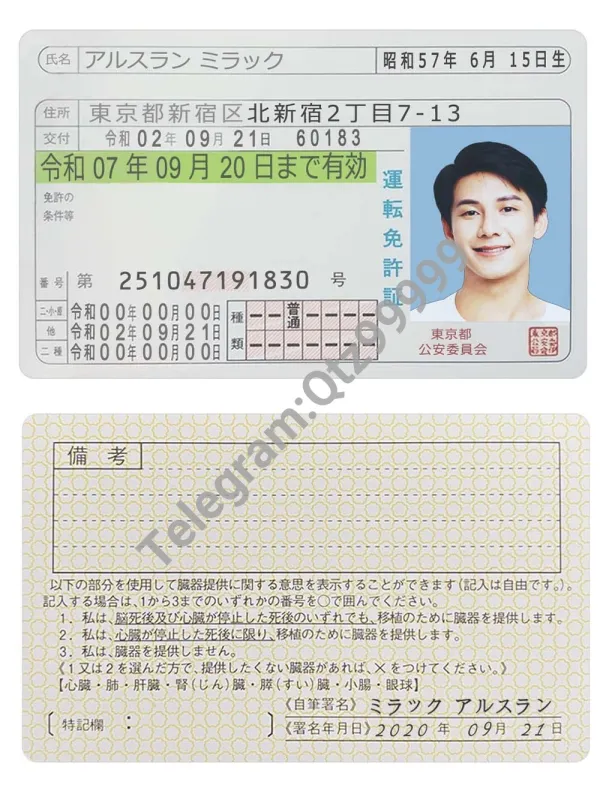 氏名 アルスラン ミラック 昭和57年 6月 15日生
住所 東京都新宿区北新宿2丁目7-13
交付 令和 02年 09月 21日 60183
令和 07 年 09 月 20 日まで有効
免許の
条件等
運転免許証
番号 第 251047191830 号
二・小・原 令和00年00月00日
他 令和02年09月21日
二種 令和00年00月00日
種類 普通
東京都
公安委員会
Telegram:Qtz99999
備考
以下の部分を使用して臓器提供に関する意思を表示することができます(記入は自由です。)。
記入する場合は、1から3までのいずれかの番号を○で囲んでください。
1. 私は、脳死後及び心臓が停止した死後のいずれでも、移植のために臓器を提供します。
2. 私は、心臓が停止した死後に限り、移植のために臓器を提供します。
3. 私は、臓器を提供しません。
《1又は2を選んだ方で、提供したくない臓器があれば、×をつけてください。》
【心臓・肺・肝臓・腎(じん)臓・膵(すい)臓・小腸・眼球】
〔特記欄 : 〕
《自筆署名》 ミラック アルスラン
《署名年月日》 2020 年 09月 21日